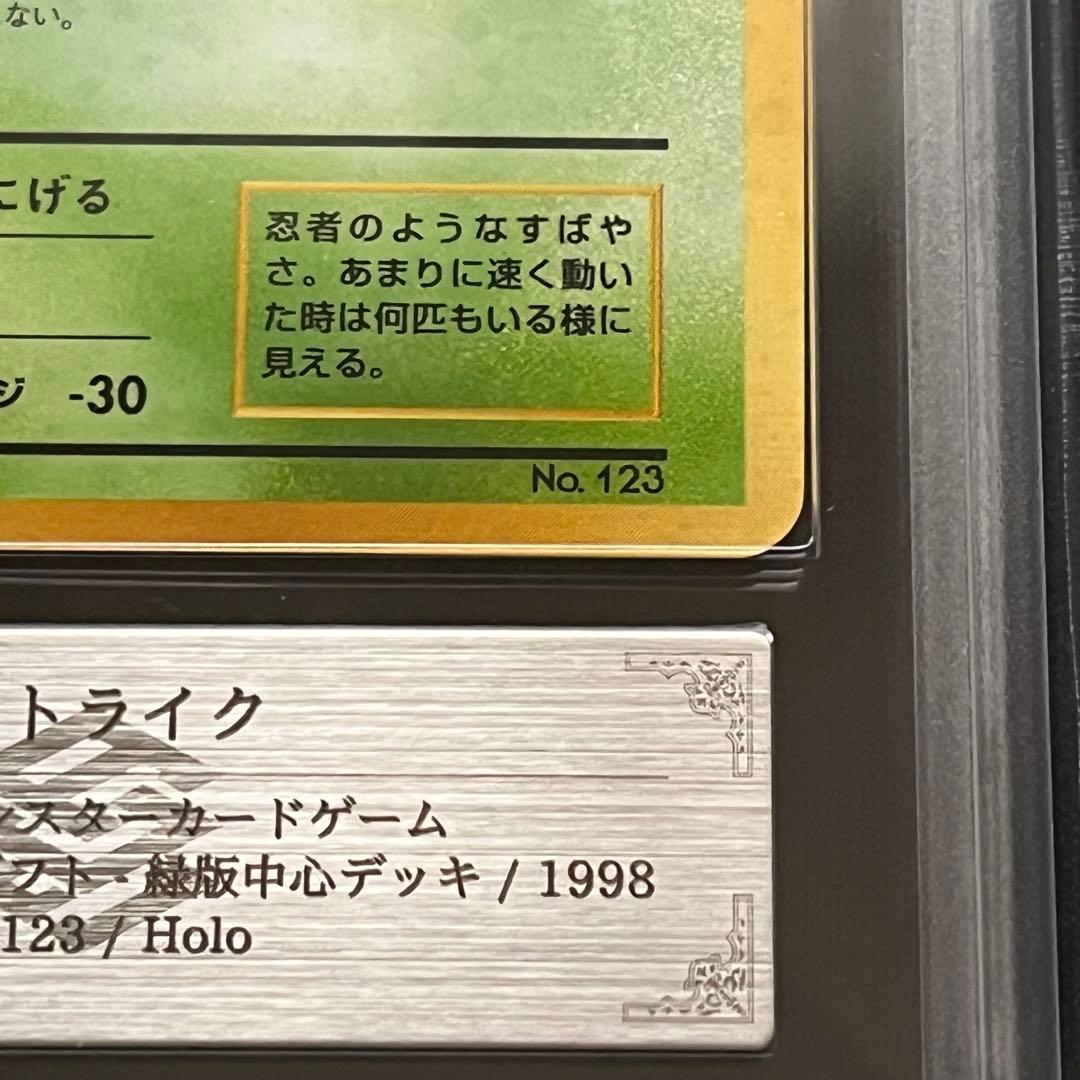 ない。
にげる
忍者のようなすばや
さ。あまりに速く動い
た時は何匹もいる様に
見える。
ジ -30
No. 123
トライク
ンスターカードゲーム
フト - 緑版中心デッキ / 1998
123 / Holo